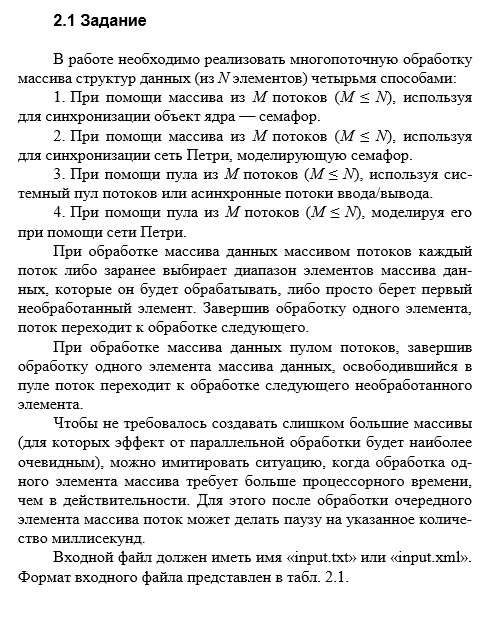 2.1 Задание
В работе необходимо реализовать многопоточную обработку
массива структур данных (из N элементов) четырьмя способами:
1. При помощи массива из M потоков (M ≤ N), используя
для синхронизации объект ядра — семафор.
2. При помощи массива из M потоков (M ≤ N), используя
для синхронизации сеть Петри, моделирующую семафор.
3. При помощи пула из M потоков (M ≤ N), используя сис-
темный пул потоков или асинхронные потоки ввода/вывода.
4. При помощи пула из M потоков (M ≤ N), моделируя его
при помощи сети Петри.
При обработке массива данных массивом потоков каждый
поток либо заранее выбирает диапазон элементов массива дан-
ных, которые он будет обрабатывать, либо просто берет первый
необработанный элемент. Завершив обработку одного элемента,
поток переходит к обработке следующего.
При обработке массива данных пулом потоков, завершив
обработку одного элемента массива данных, освободившийся в
пуле поток переходит к обработке следующего необработанного
элемента.
Чтобы не требовалось создавать слишком большие массивы
(для которых эффект от параллельной обработки будет наиболее
очевидным), можно имитировать ситуацию, когда обработка од-
ного элемента массива требует больше процессорного времени,
чем в действительности. Для этого после обработки очередного
элемента массива поток может делать паузу на указанное количе-
ство миллисекунд.
Входной файл должен иметь имя «input.txt» или «input.xml».
Формат входного файла представлен в табл. 2.1.